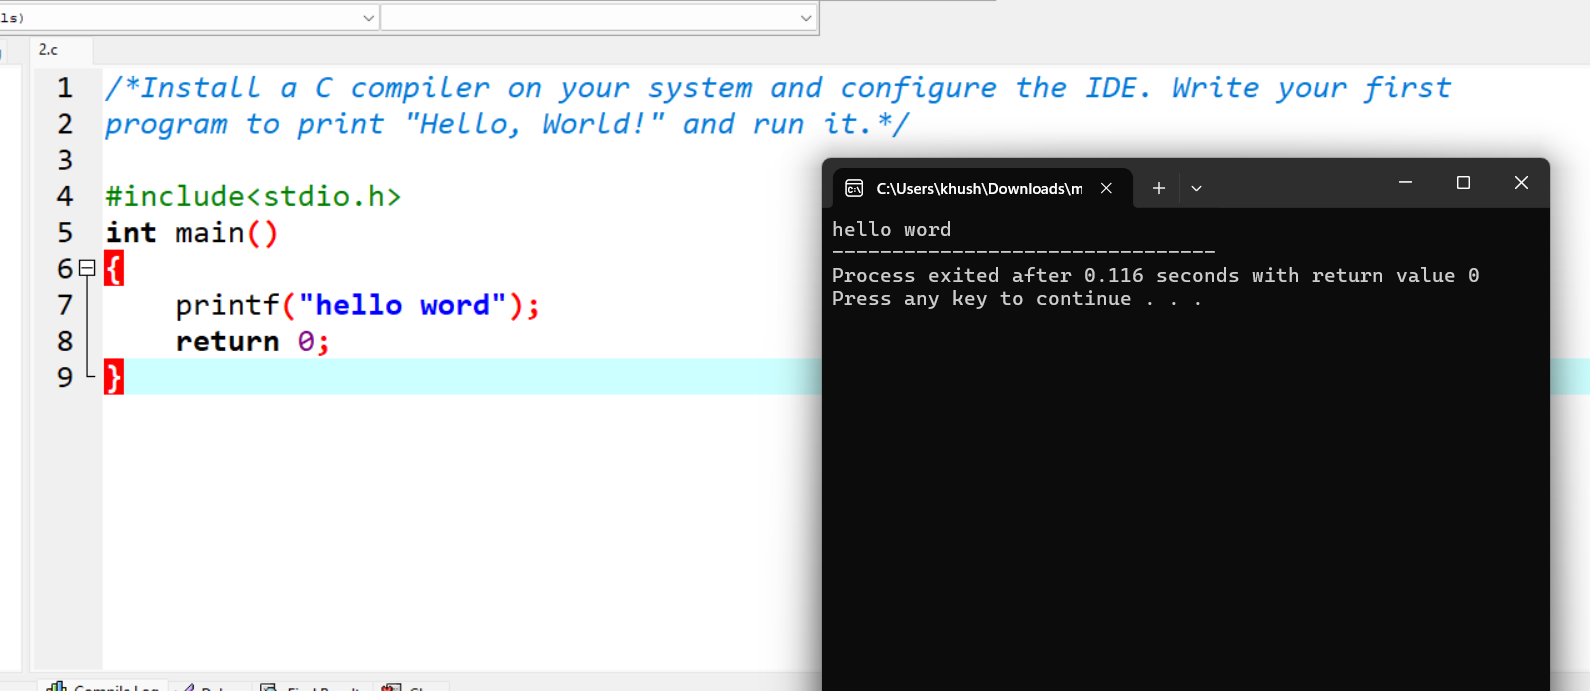 ls)
2.c
1 /*Install a C compiler on your system and configure the IDE. Write your first
2 program to print "Hello, World!" and run it.*/
3
4 #include<stdio.h>
5 int main()
6 {
7 printf("hello word");
8 return 0;
9 }
C:\Users\khush\Downloads\m
hello word
--------------------------------
Process exited after 0.116 seconds with return value 0
Press any key to continue . . .
Compile Log